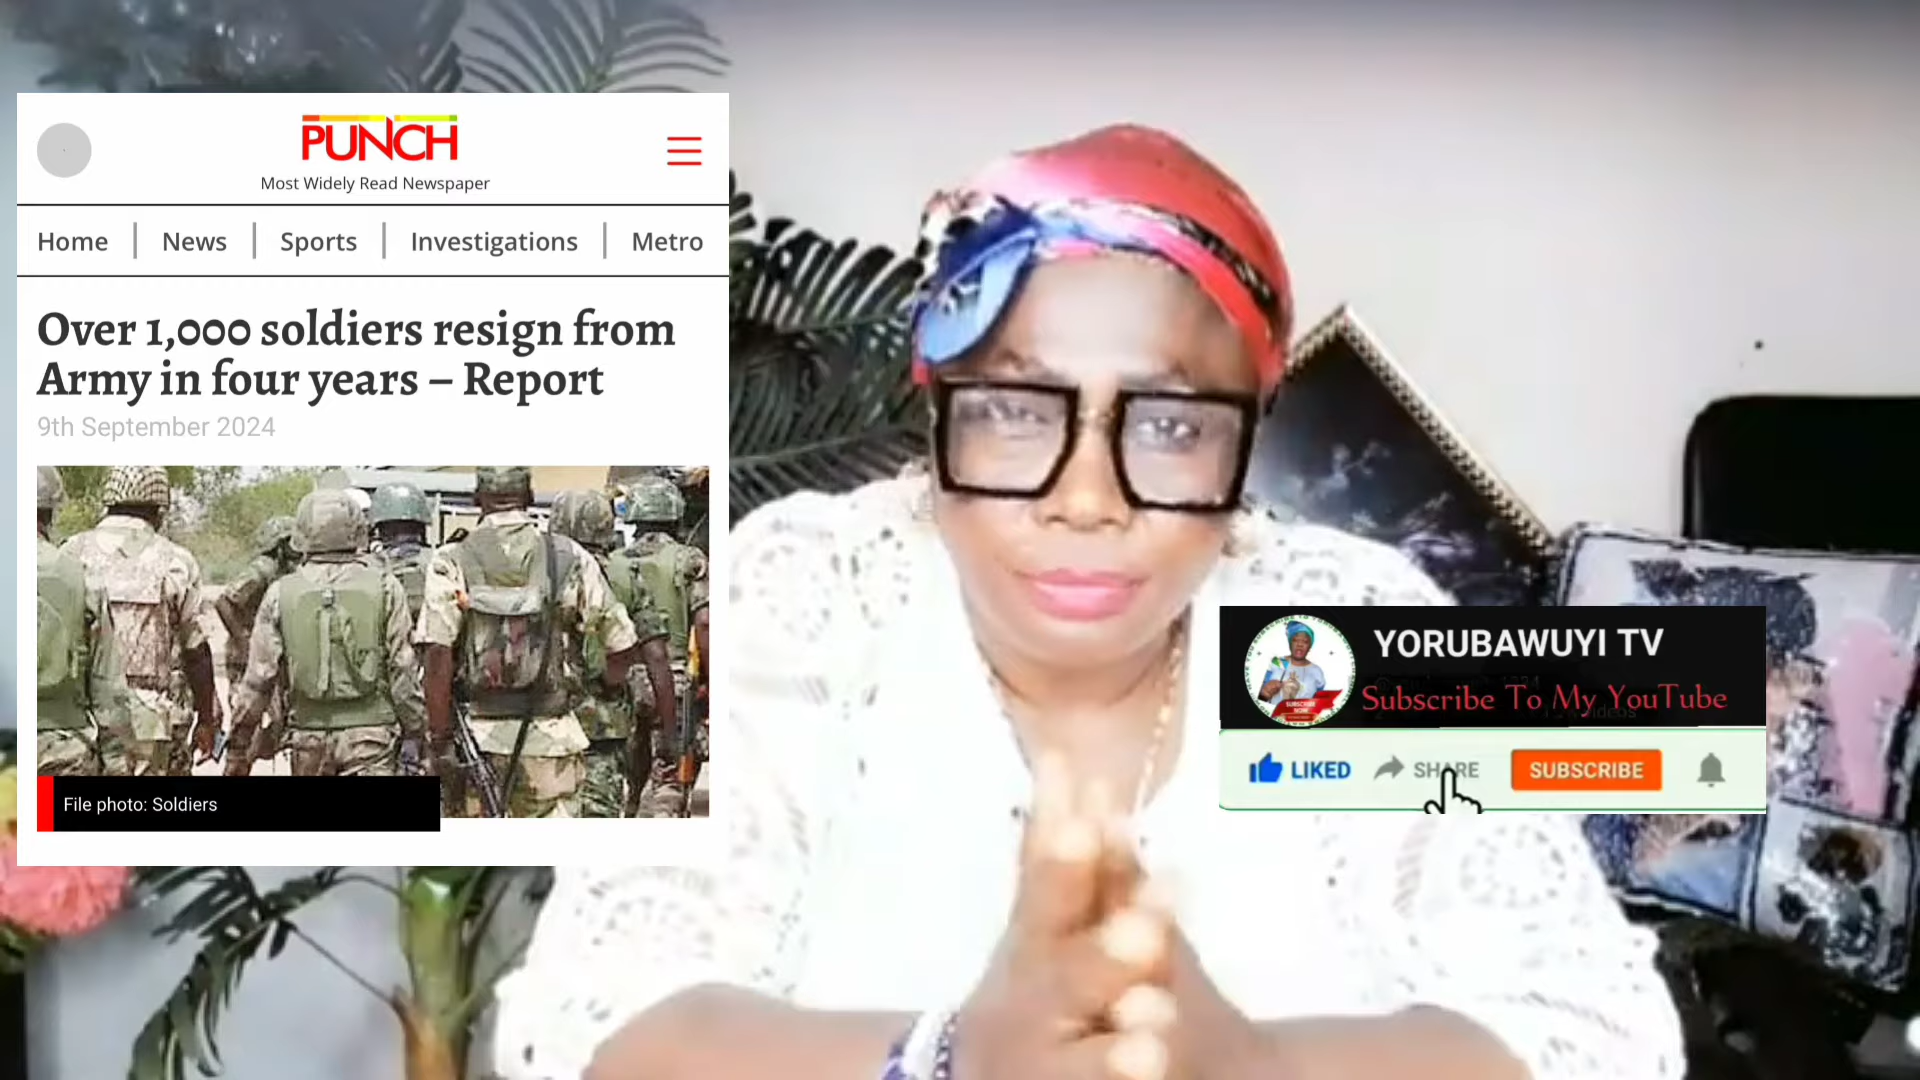 PUNCH
Most Widely Read Newspaper
Home
News
Sports
Investigations
Metro
Over 1,000 soldiers resign from
Army in four years – Report
9th September 2024
File photo: Soldiers
YORUBAWUYI TV
Subscribe To My YouTube
LIKED
SHARE
SUBSCRIBE